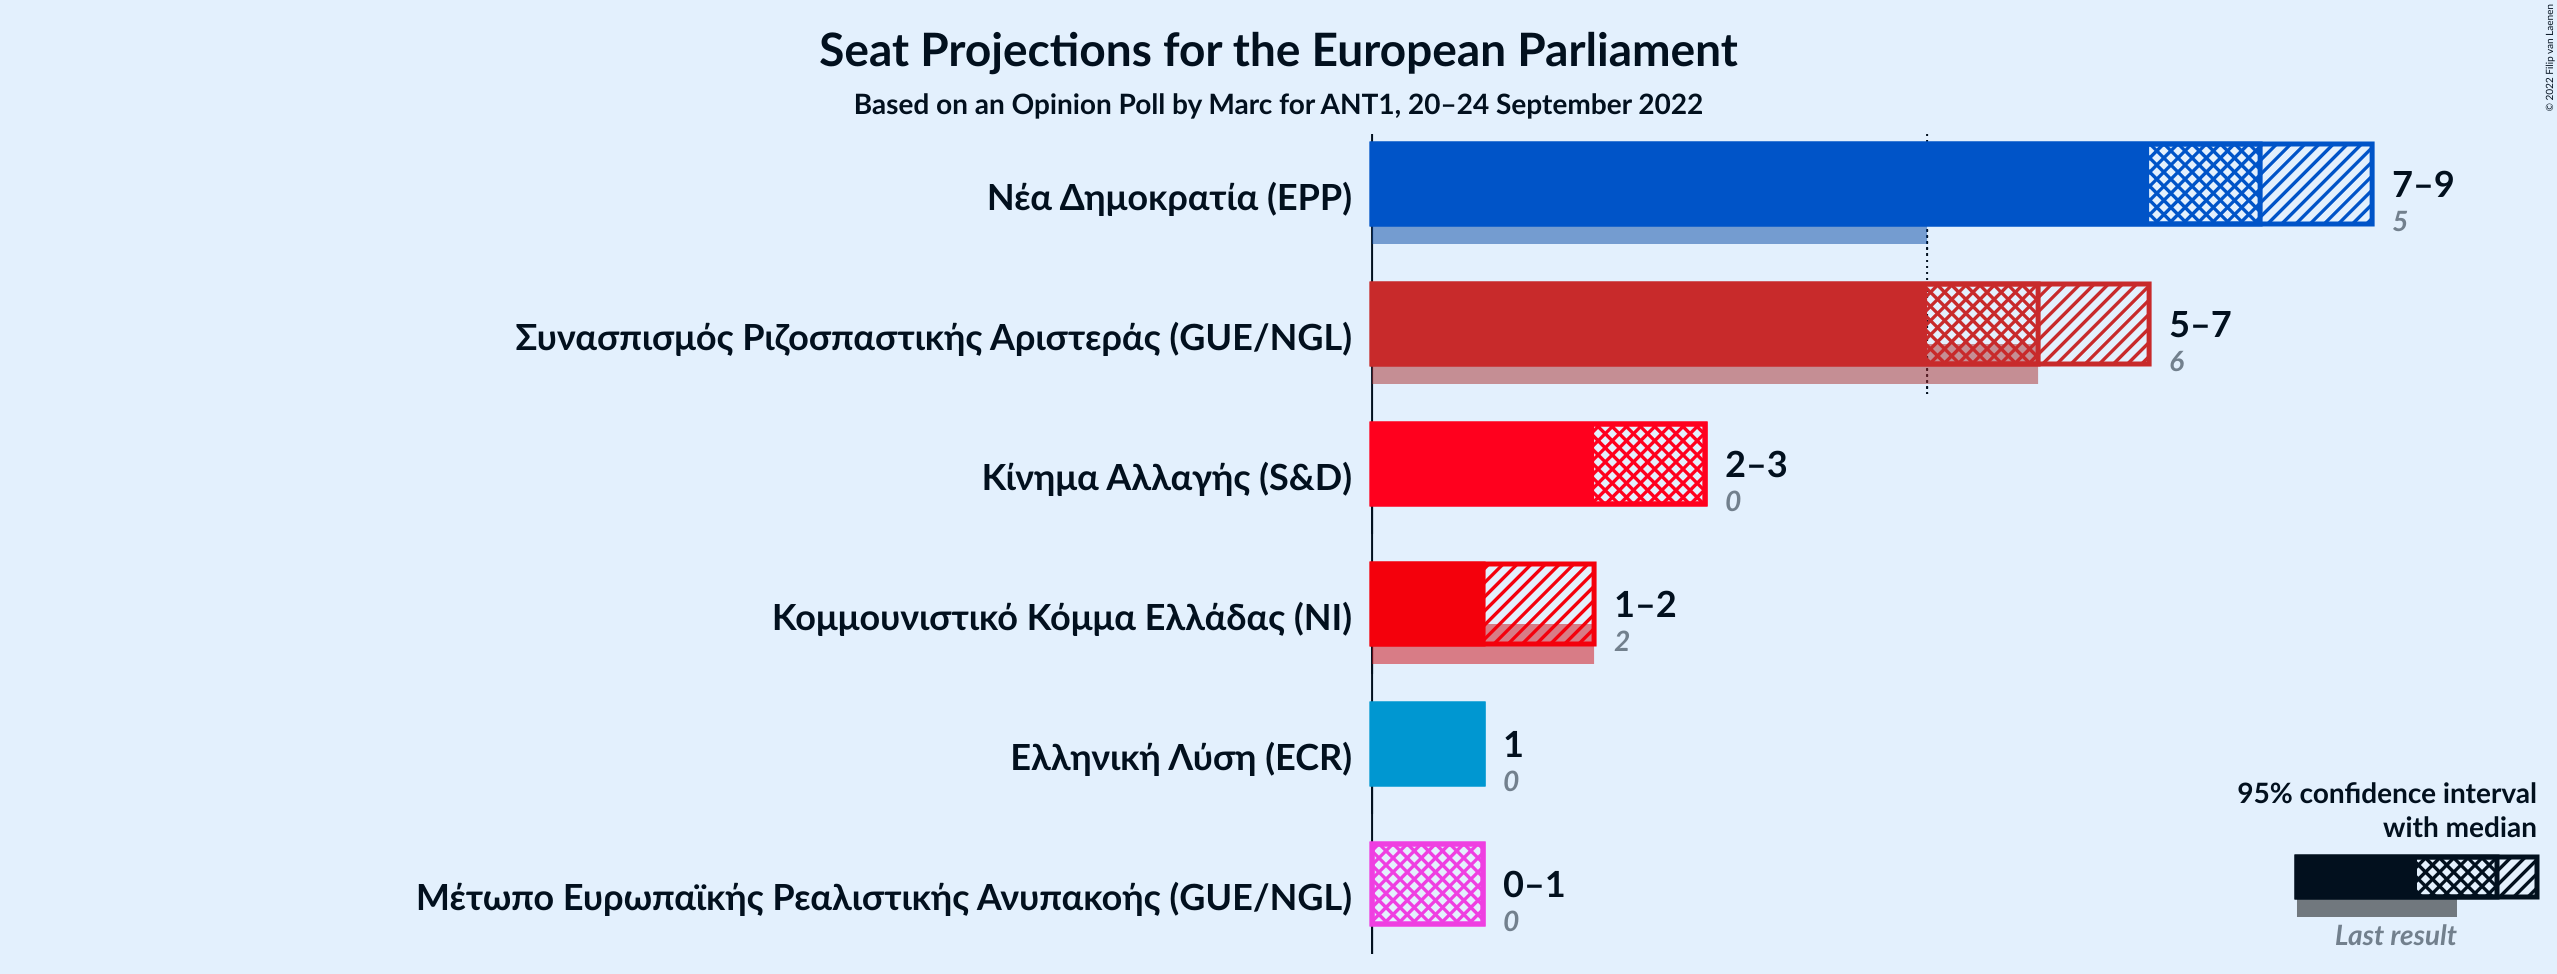 Seat Projections for the European Parliament
Based on an Opinion Poll by Marc for ANT1, 20–24 September 2022
© 2022 Filip van Laenen
Νέα Δημοκρατία (EPP)
7–9
5
Συνασπισμός Ριζοσπαστικής Αριστεράς (GUE/NGL)
5–7
6
Κίνημα Αλλαγής (S&D)
2–3
0
Κομμουνιστικό Κόμμα Ελλάδας (NI)
1–2
2
Ελληνική Λύση (ECR)
1
0
Μέτωπο Ευρωπαϊκής Ρεαλιστικής Ανυπακοής (GUE/NGL)
0–1
0
95% confidence interval
with median
Last result